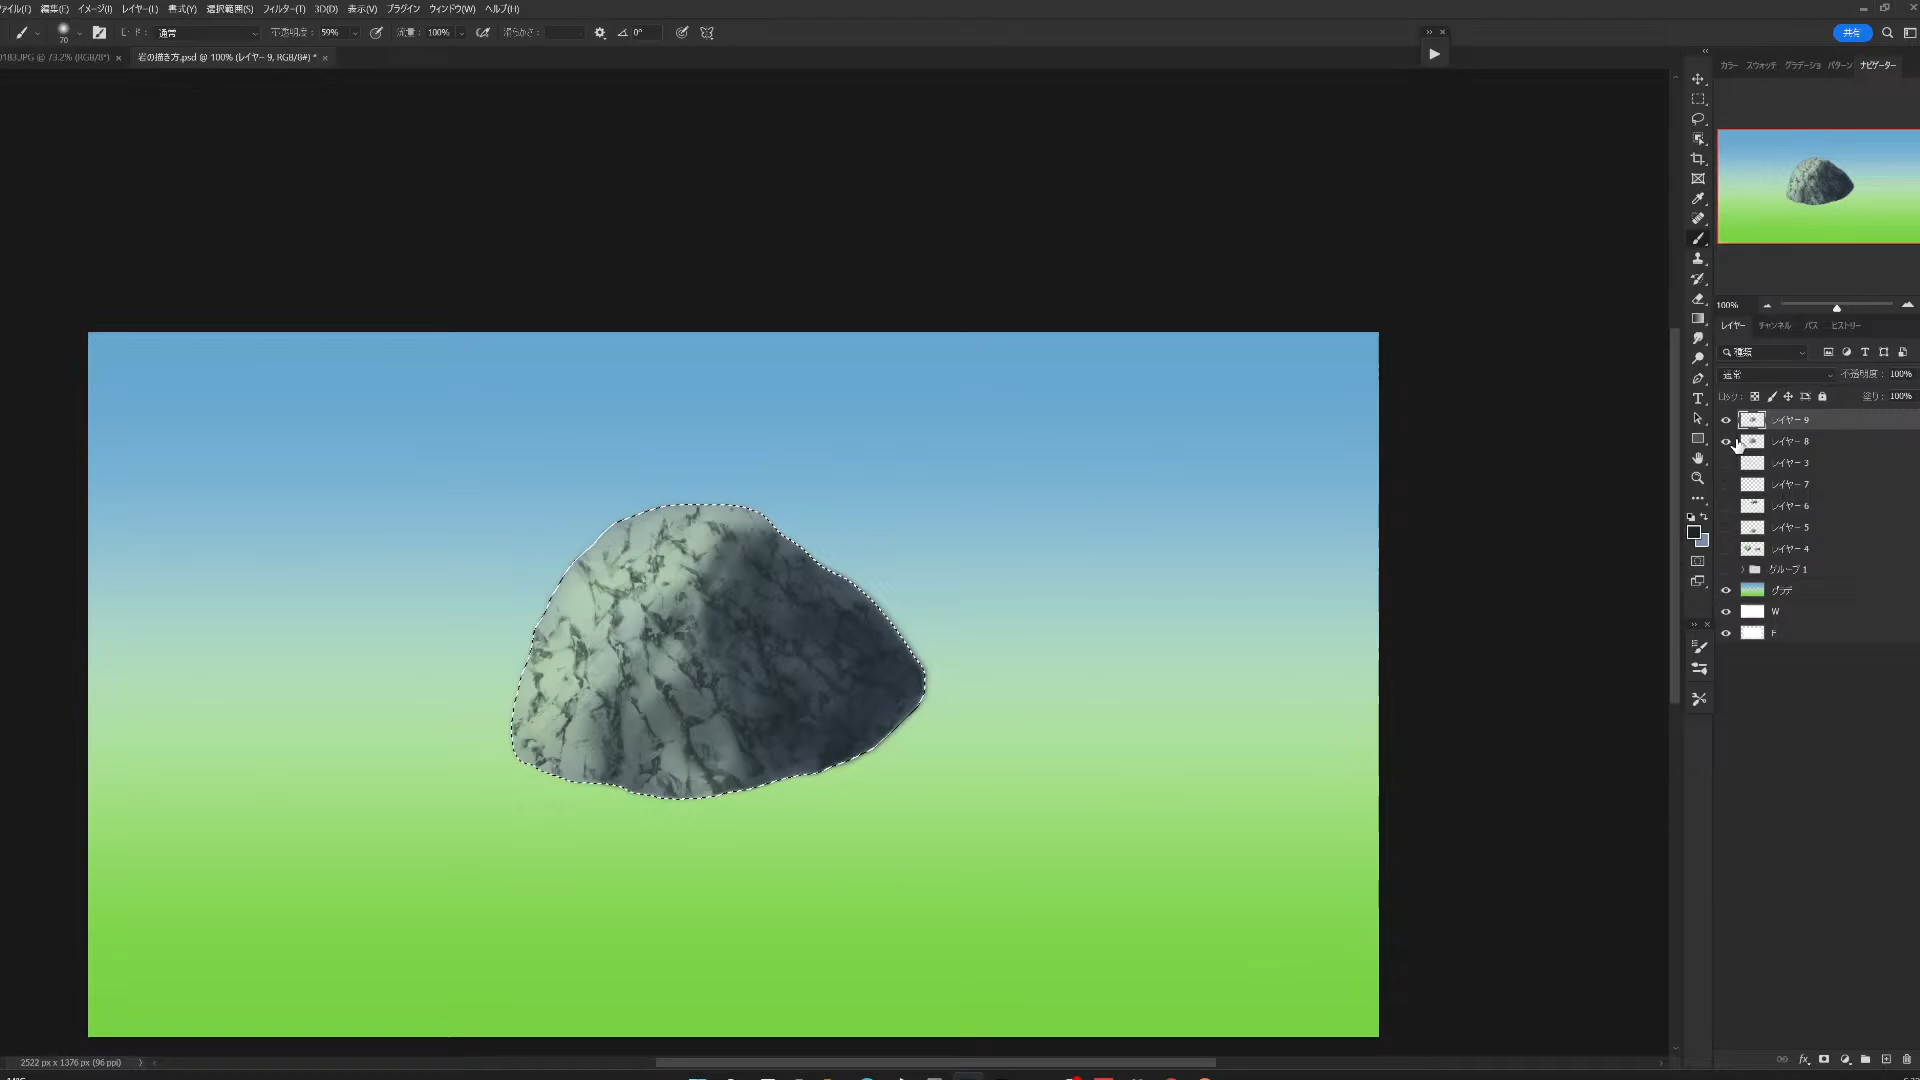 編集(E) イメージ(I) レイヤー(L) 書式(Y) 選択範囲(S) フィルター(T) 3D(D) 表示(V) プラグイン ウィンドウ(W) ヘルプ(H)
70 通常 不透明度: 59% 流量: 100% 滑らかさ: 0° 共有
0183.JPG @ 73.2% (RGB/8*) × 岩の描き方.psd @ 100% (レイヤー 9, RGB/8#) * ×
カラー スウォッチ グラデーショ パターン ナビゲーター
100%
レイヤー チャンネル パス ヒストリー
種類
通常 不透明度: 100%
ロック: 塗り: 100%
レイヤー 9
レイヤー 8
レイヤー 3
レイヤー 7
レイヤー 6
レイヤー 5
レイヤー 4
グループ 1
グラデ
W
2522 px x 1376 px (96 ppi)